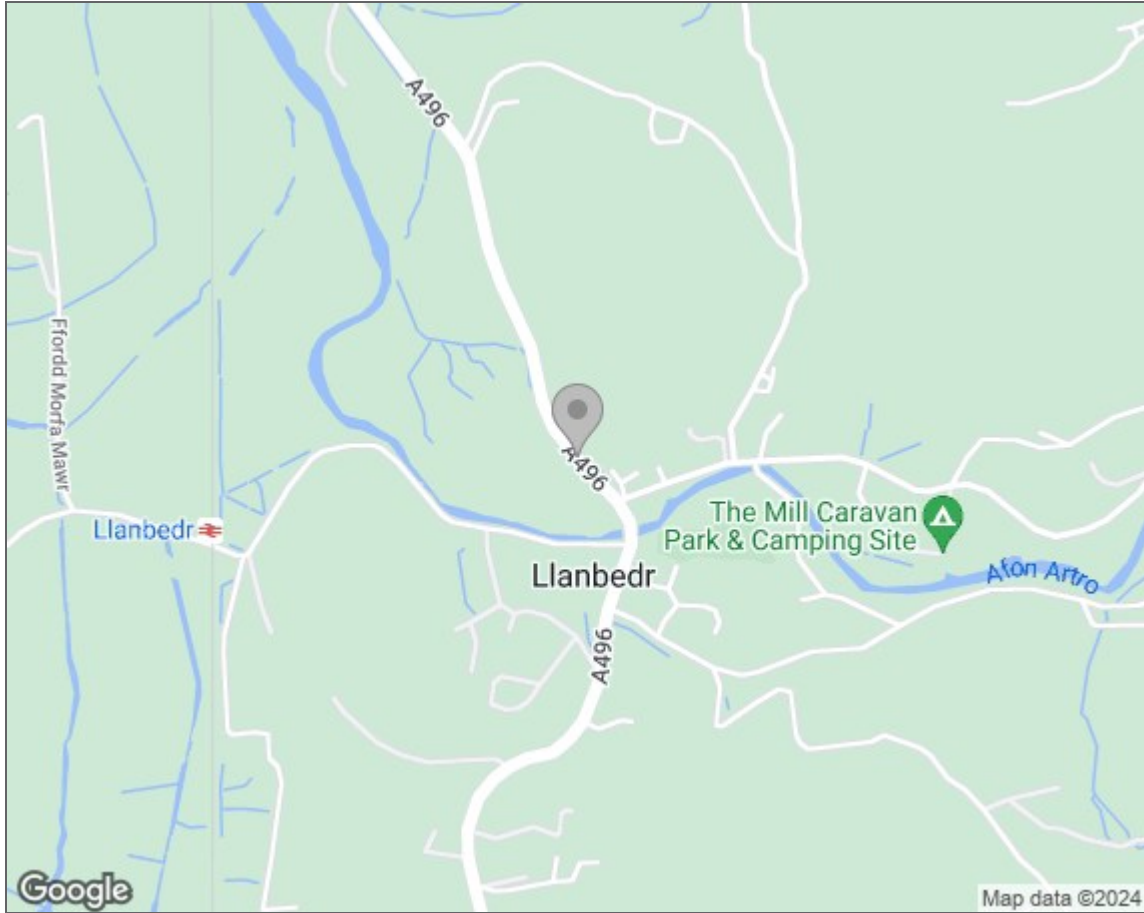 A496
Ffordd Morfa Mawr
A496
Llanbedr
The Mill Caravan
Park & Camping Site
Llanbedr
Afon Artro
A496
Google
Map data ©2024